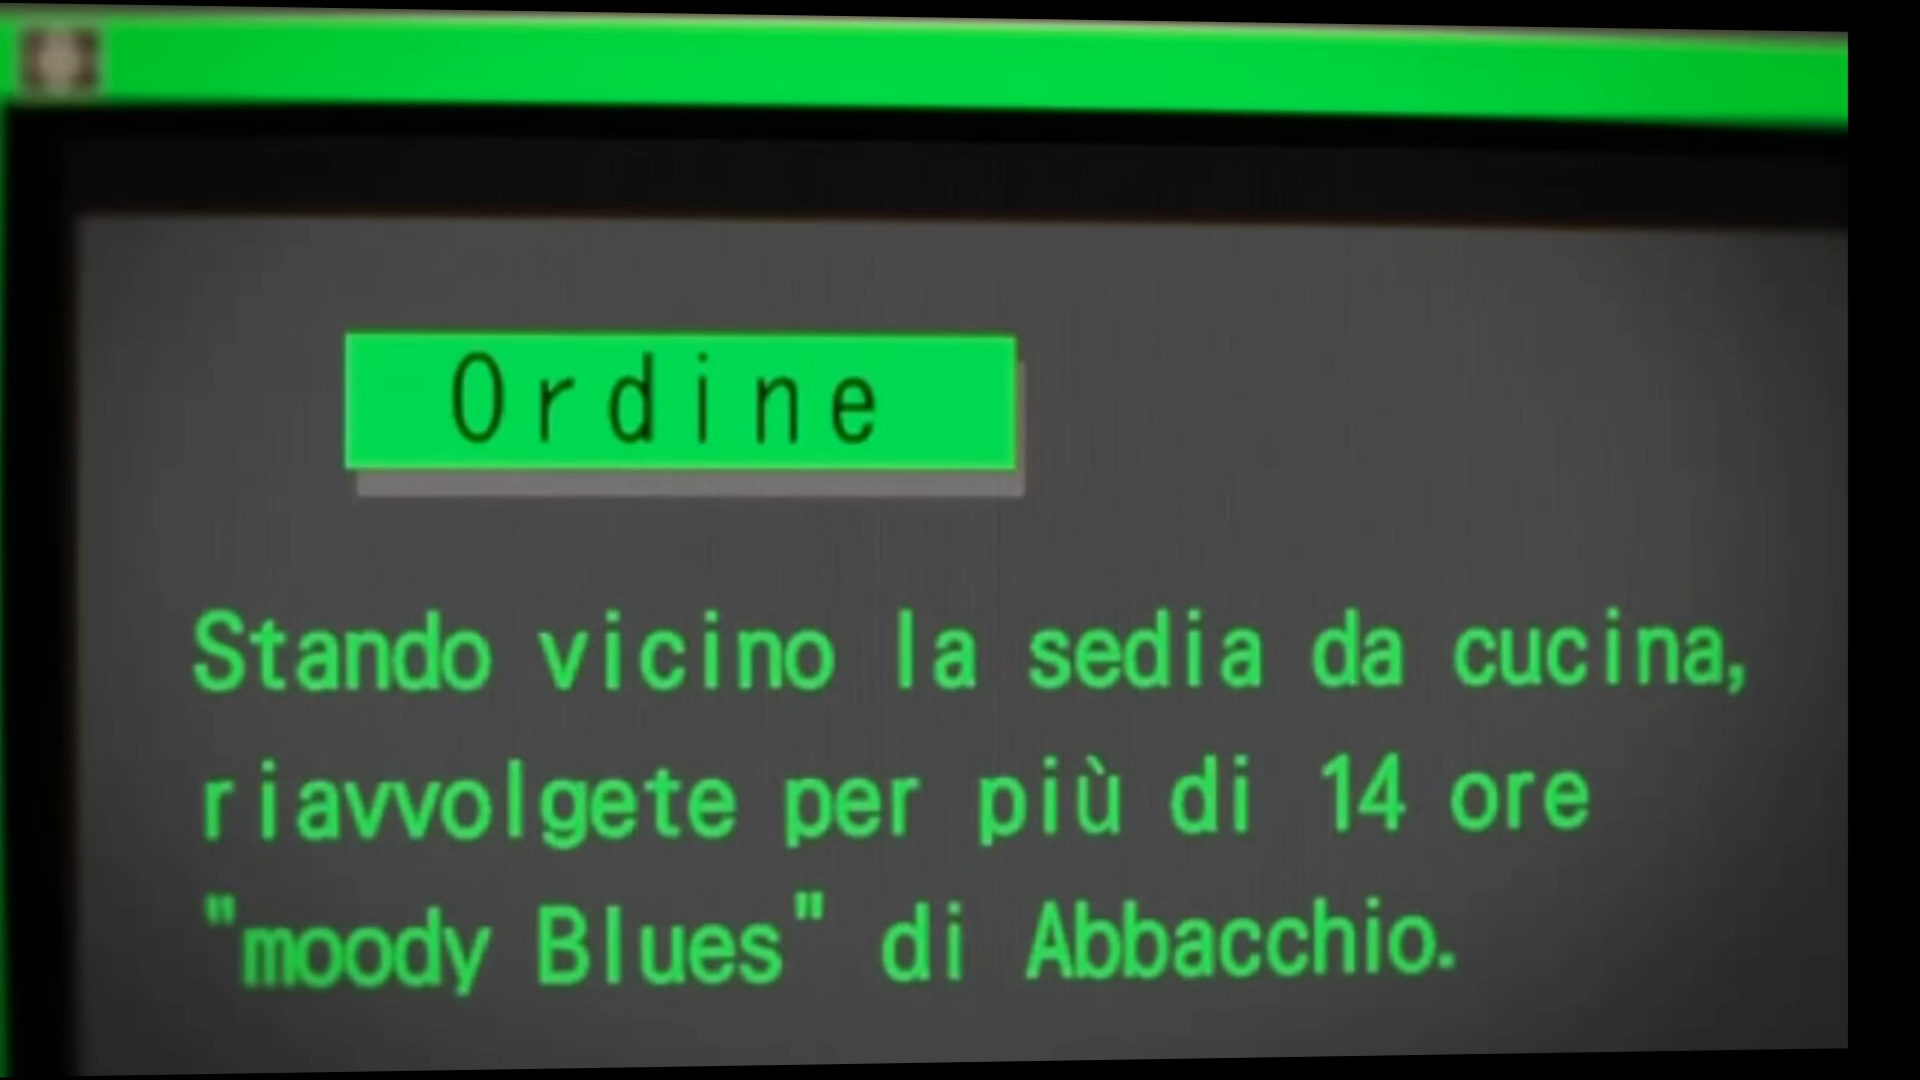 Ordine
Stando vicino la sedia da cucina,
riavvolgete per più di 14 ore
"moody Blues" di Abbacchio.